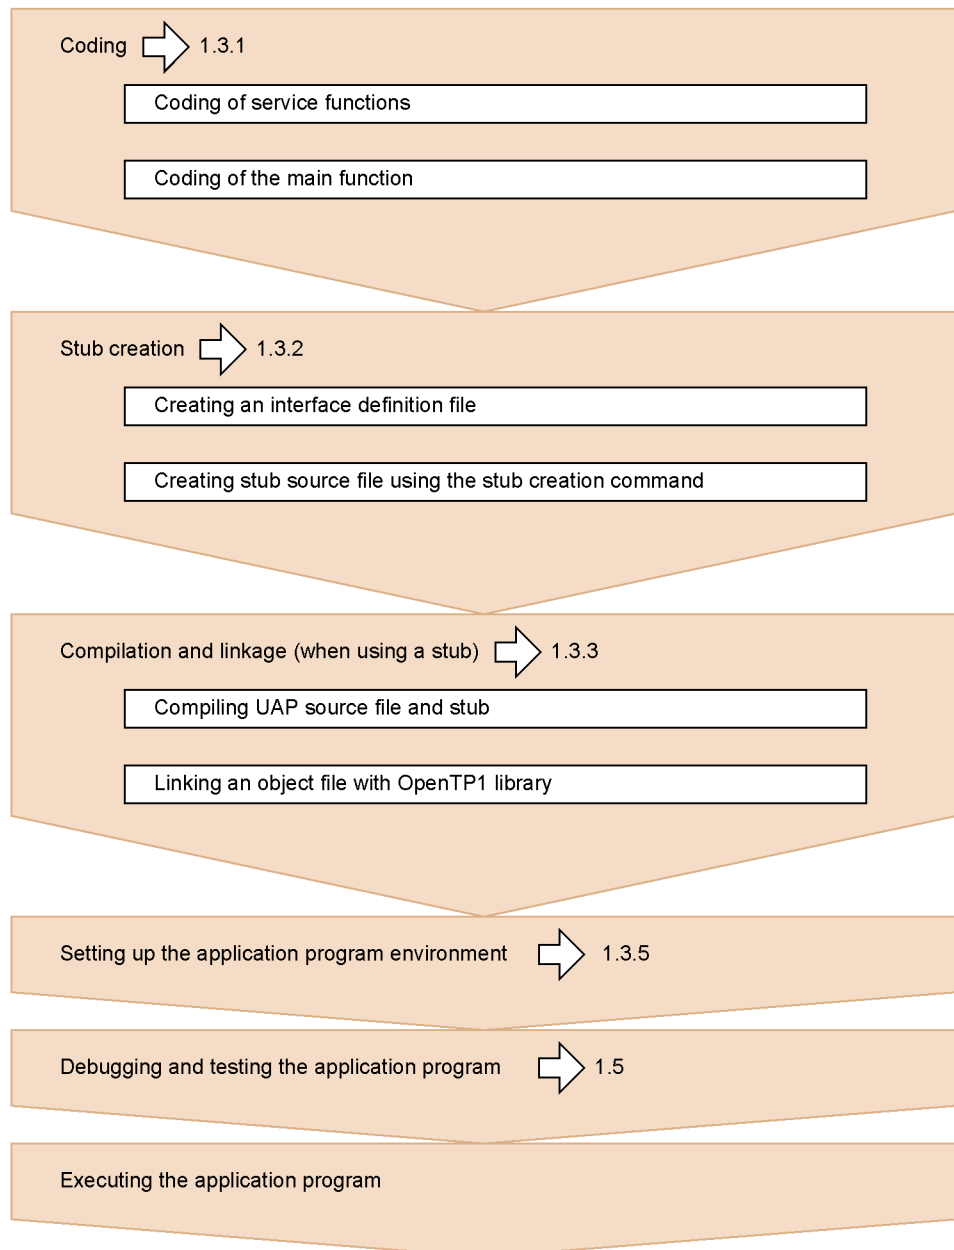 Coding 1.3.1
Coding of service functions
Coding of the main function
Stub creation 1.3.2
Creating an interface definition file
Creating stub source file using the stub creation command
Compilation and linkage (when using a stub) 1.3.3
Compiling UAP source file and stub
Linking an object file with OpenTP1 library
Setting up the application program environment 1.3.5
Debugging and testing the application program 1.5
Executing the application program